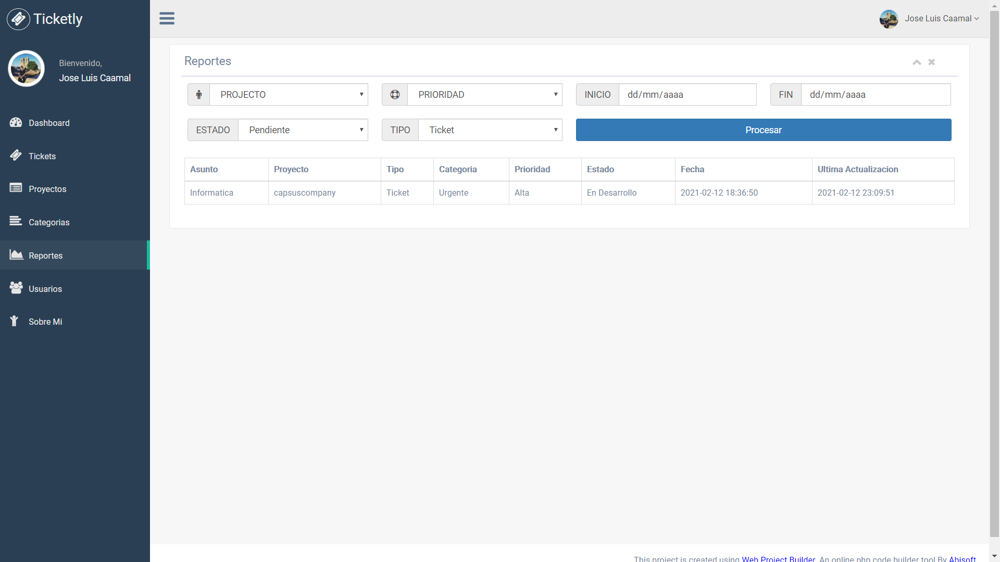 Ticketly
Jose Luis Caamal
Bienvenido,
Jose Luis Caamal
Dashboard
Tickets
Proyectos
Categorias
Reportes
Usuarios
Sobre Mi
Reportes
PROJECTO PRIORIDAD INICIO dd/mm/aaaa FIN dd/mm/aaaa
ESTADO Pendiente TIPO Ticket Procesar
Asunto Proyecto Tipo Categoria Prioridad Estado Fecha Ultima Actualizacion
Informatica capsuscompany Ticket Urgente Alta En Desarrollo 2021-02-12 18:36:50 2021-02-12 23:09:51
This project is created using Web Project Builder. An online php code builder tool By Abisoft